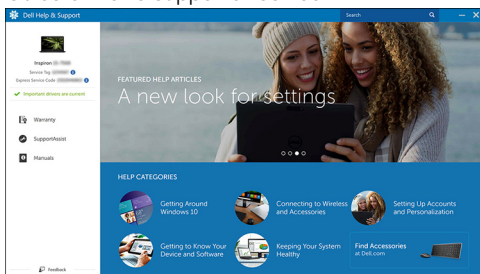 Dell Help & Support
Search
Inspiron
Service Tag
Express Service Code
Important drivers are current
Warranty
SupportAssist
Manuals
Feedback
FEATURED HELP ARTICLES
A new look for settings
HELP CATEGORIES
Getting Around
Windows 10
Connecting to Wireless
and Accessories
Setting Up Accounts
and Personalization
Getting to Know Your
Device and Software
Keeping Your System
Healthy
Find Accessories
at Dell.com